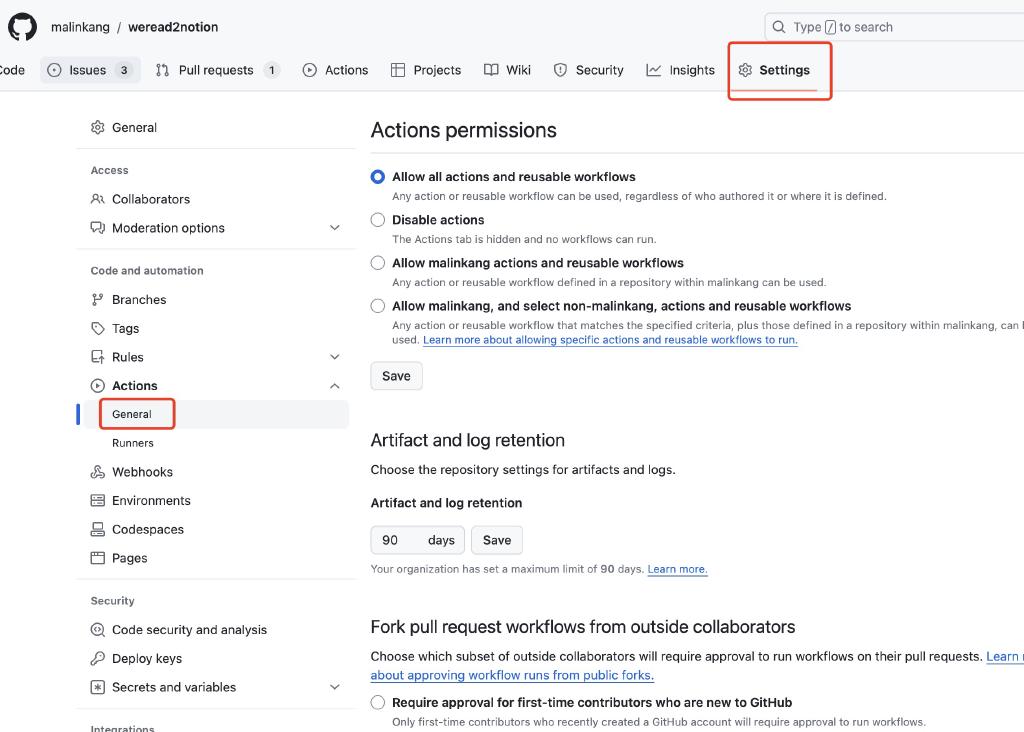 malinkang / weread2notion
Type / to search
Code Issues 3 Pull requests 1 Actions Projects Wiki Security Insights Settings
General
Access
Collaborators
Moderation options
Code and automation
Branches
Tags
Rules
Actions
General
Runners
Webhooks
Environments
Codespaces
Pages
Security
Code security and analysis
Deploy keys
Secrets and variables
Integrations
Actions permissions
Allow all actions and reusable workflows
Any action or reusable workflow can be used, regardless of who authored it or where it is defined.
Disable actions
The Actions tab is hidden and no workflows can run.
Allow malinkang actions and reusable workflows
Any action or reusable workflow defined in a repository within malinkang can be used.
Allow malinkang, and select non-malinkang, actions and reusable workflows
Any action or reusable workflow that matches the specified criteria, plus those defined in a repository within malinkang, can
used. Learn more about allowing specific actions and reusable workflows to run.
Save
Artifact and log retention
Choose the repository settings for artifacts and logs.
Artifact and log retention
90 days Save
Your organization has set a maximum limit of 90 days. Learn more.
Fork pull request workflows from outside collaborators
Choose which subset of outside collaborators will require approval to run workflows on their pull requests. Learn
about approving workflow runs from public forks.
Require approval for first-time contributors who are new to GitHub
Only first-time contributors who recently created a GitHub account will require approval to run workflows.